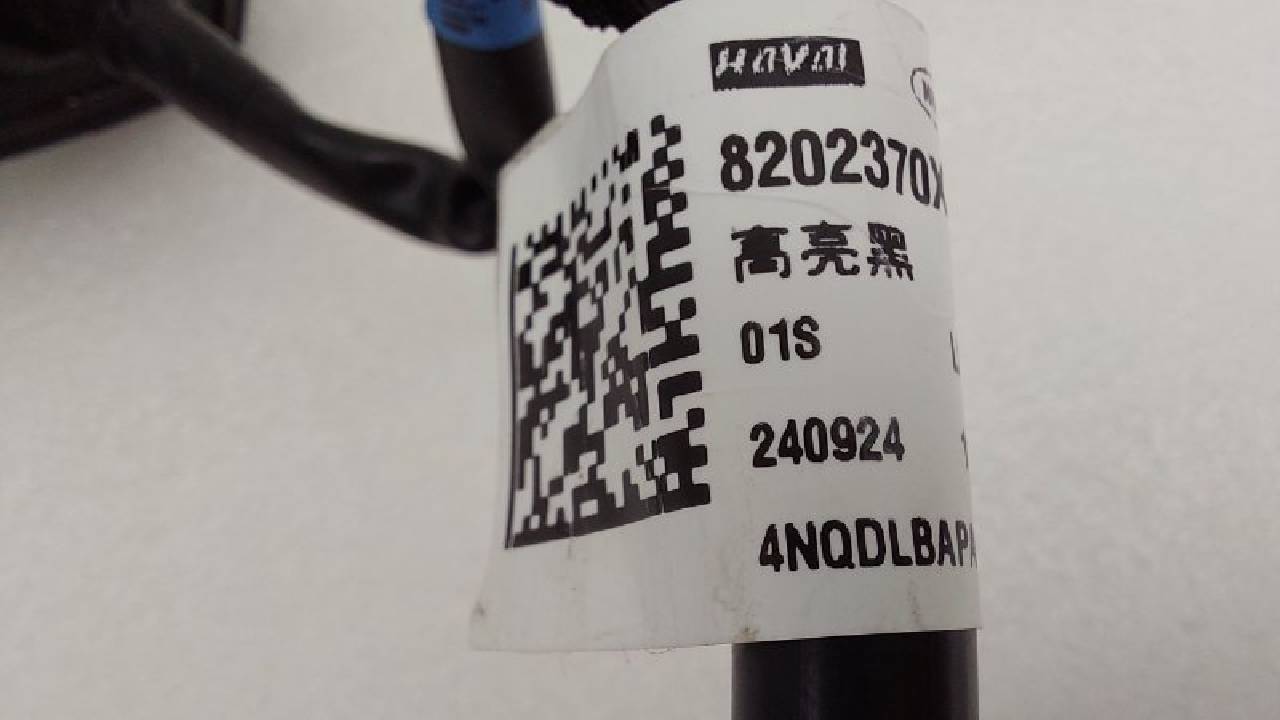 HAVAL
8202370X
高亮黑
01S
240924
4NQDLBAPA